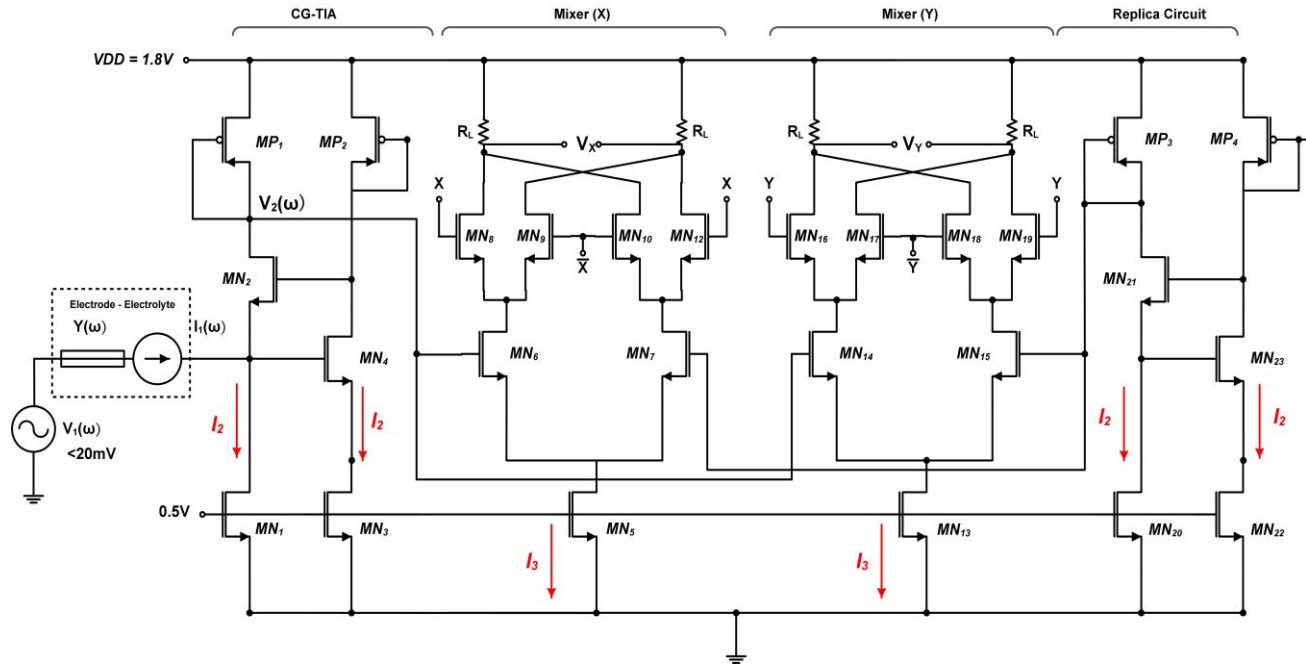 CG-TIA
Mixer (X)
Mixer (Y)
Replica Circuit
VDD = 1.8V
MP1
MP2
RL
VX
RL
RL
VY
RL
MP3
MP4
V2(ω)
X
X
Y
Y
MN8
MN9
MN10
MN12
MN16
MN17
MN18
MN19
X̄
Ȳ
MN2
MN21
Electrode - Electrolyte
Y(ω)
I1(ω)
MN4
MN6
MN7
MN14
MN15
MN23
V1(ω)
<20mV
I2
I2
I2
I2
0.5V
MN1
MN3
MN5
MN13
MN20
MN22
I3
I3